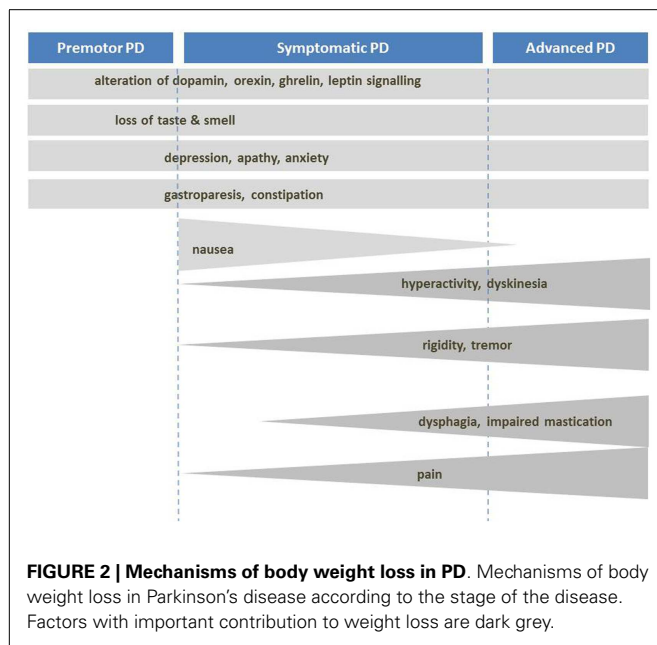 Premotor PD Symptomatic PD Advanced PD
alteration of dopamin, orexin, ghrelin, leptin signalling
loss of taste & smell
depression, apathy, anxiety
gastroparesis, constipation
nausea
hyperactivity, dyskinesia
rigidity, tremor
dysphagia, impaired mastication
pain
FIGURE 2 | Mechanisms of body weight loss in PD. Mechanisms of body
weight loss in Parkinson's disease according to the stage of the disease.
Factors with important contribution to weight loss are dark grey.